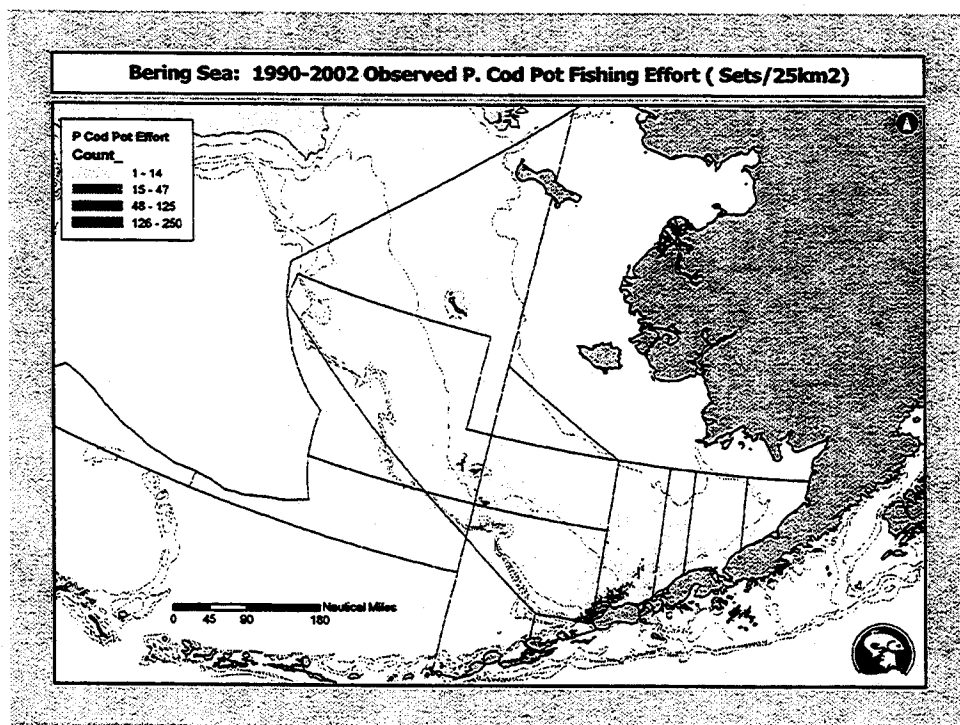 Bering Sea: 1990-2002 Observed P. Cod Pot Fishing Effort ( Sets/25km2)
P Cod Pot Effort
Count_
1 - 14
15 - 47
48 - 125
126 - 250
Nautical Miles
0 45 90 180